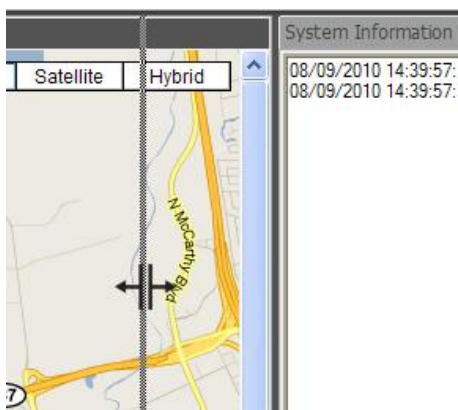 System Information
Satellite
Hybrid
08/09/2010 14:39:57:
08/09/2010 14:39:57:
N McCarthy Blvd